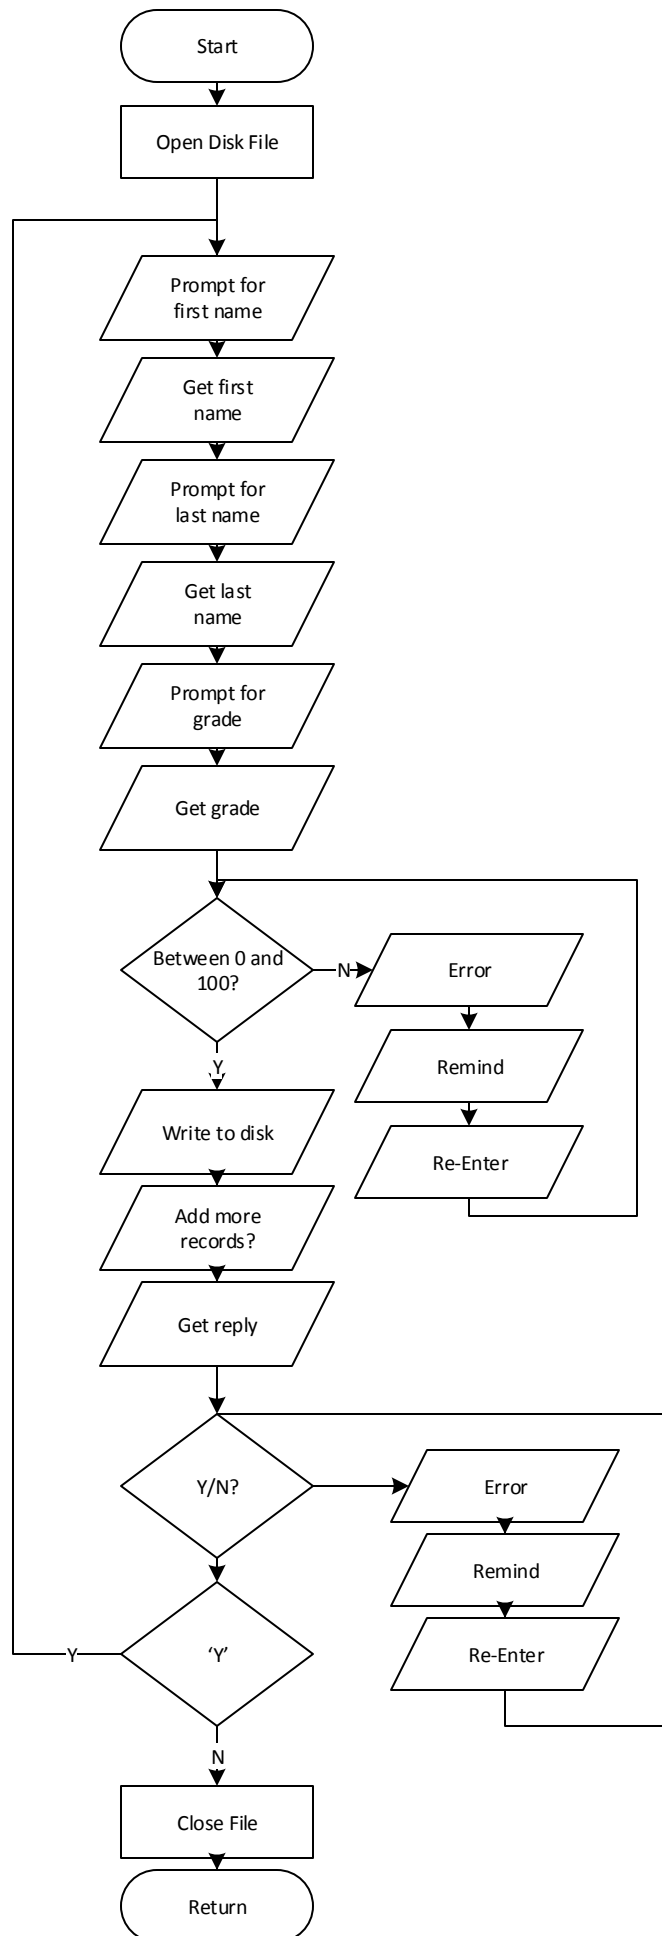 Start
Open Disk File
Prompt for
first name
Get first
name
Prompt for
last name
Get last
name
Prompt for
grade
Get grade
Between 0 and
100?
N
Error
Remind
Re-Enter
Y
Write to disk
Add more
records?
Get reply
Y/N?
Error
Remind
Re-Enter
‘Y’
Y
N
Close File
Return